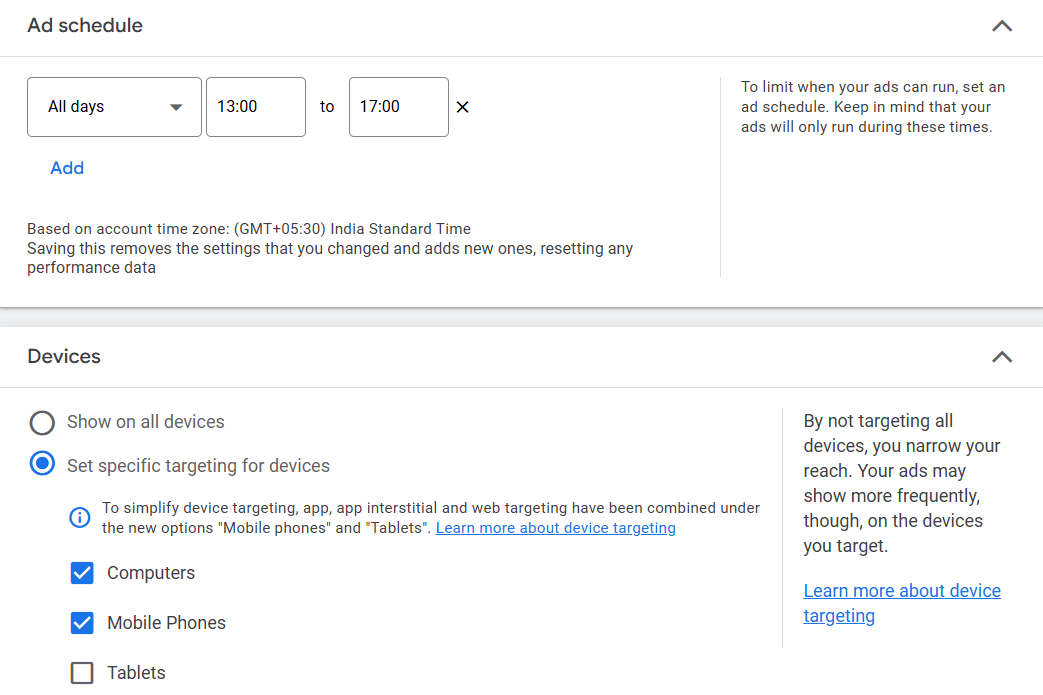 Ad schedule
All days
13:00
to
17:00
To limit when your ads can run, set an
ad schedule. Keep in mind that your
ads will only run during these times.
Add
Based on account time zone: (GMT+05:30) India Standard Time
Saving this removes the settings that you changed and adds new ones, resetting any
performance data
Devices
Show on all devices
Set specific targeting for devices
To simplify device targeting, app, app interstitial and web targeting have been combined under
the new options "Mobile phones" and "Tablets". Learn more about device targeting
Computers
Mobile Phones
Tablets
By not targeting all
devices, you narrow your
reach. Your ads may
show more frequently,
though, on the devices
you target.
Learn more about device
targeting